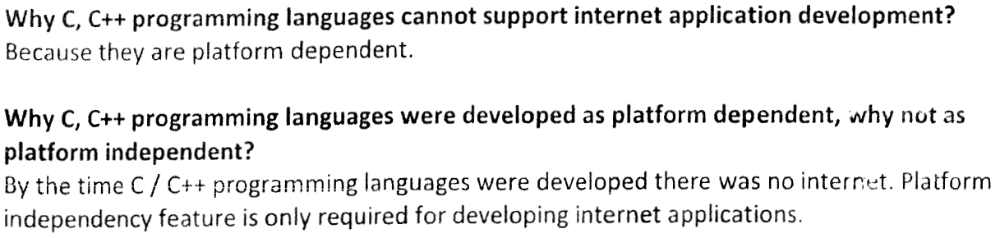 Why C, C++ programming languages cannot support internet application development?
Because they are platform dependent.
Why C, C++ programming languages were developed as platform dependent, why not as
platform independent?
By the time C / C++ programming languages were developed there was no internet. Platform
independency feature is only required for developing internet applications.